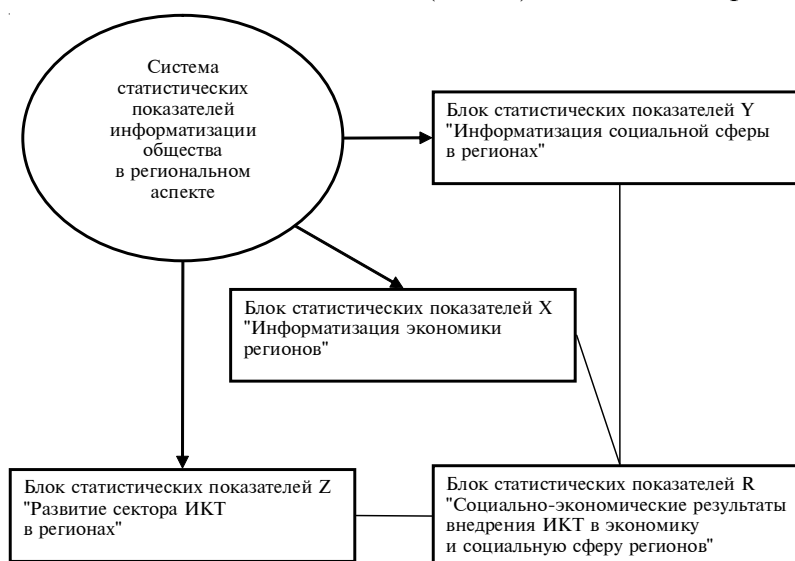 Система
статистических
показателей
информатизации
общества
в региональном
аспекте
Блок статистических показателей Y
"Информатизация социальной сферы
в регионах"
Блок статистических показателей X
"Информатизация экономики
регионов"
Блок статистических показателей Z
"Развитие сектора ИКТ
в регионах"
Блок статистических показателей R
"Социально-экономические результаты
внедрения ИКТ в экономику
и социальную сферу регионов"